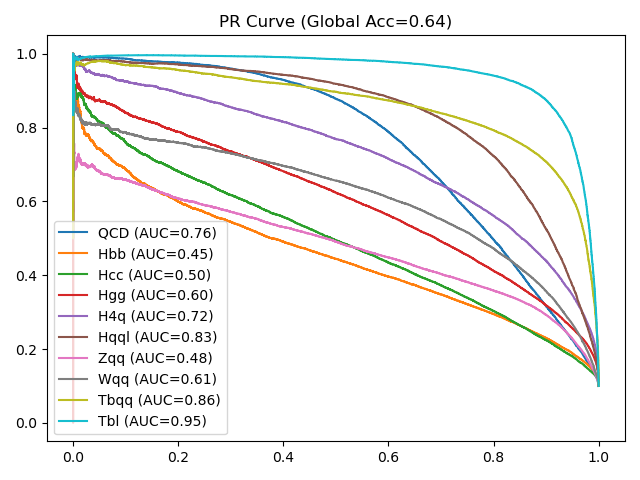 PR Curve (Global Acc=0.64)
1.0
0.8
0.6
0.4
0.2
0.0
QCD (AUC=0.76)
Hbb (AUC=0.45)
Hcc (AUC=0.50)
Hgg (AUC=0.60)
H4q (AUC=0.72)
Hqql (AUC=0.83)
Zqq (AUC=0.48)
Wqq (AUC=0.61)
Tbqq (AUC=0.86)
Tbl (AUC=0.95)
0.0 0.2 0.4 0.6 0.8 1.0